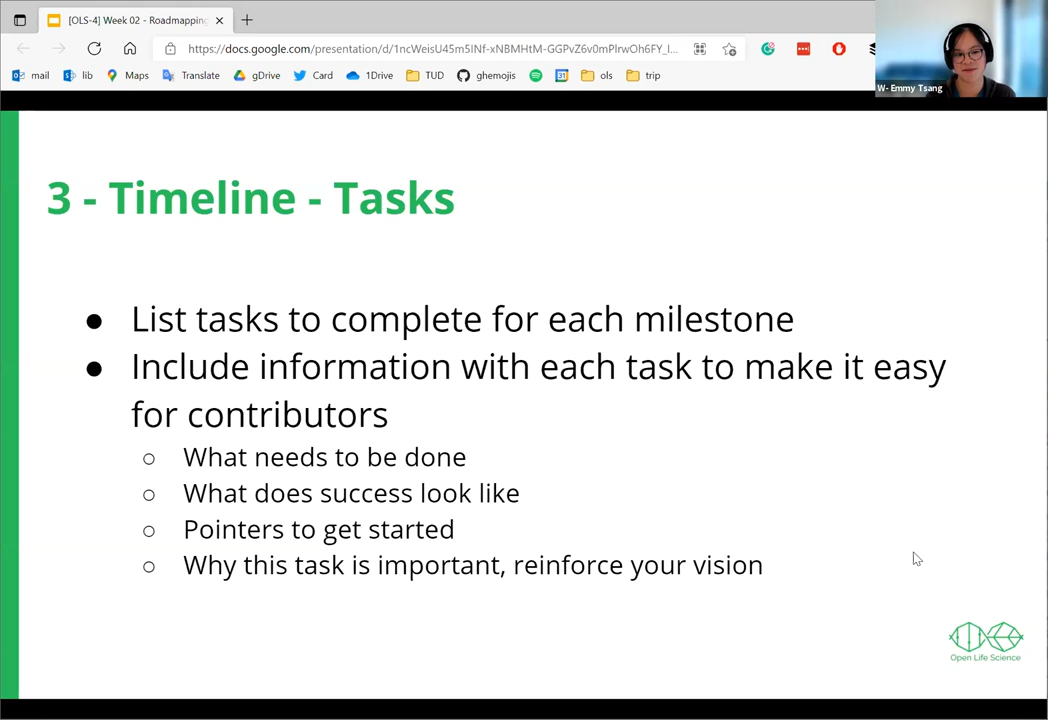 [OLS-4] Week 02 - Roadmapping
https://docs.google.com/presentation/d/1ncWeisU45m5INf-xNBMHtM-GGPvZ6v0mPlrwOh6FY_l...
mail lib Maps Translate gDrive Card 1Drive TUD ghemojis 31 ols trip
W- Emmy Tsang
3 - Timeline - Tasks
● List tasks to complete for each milestone
● Include information with each task to make it easy
for contributors
○ What needs to be done
○ What does success look like
○ Pointers to get started
○ Why this task is important, reinforce your vision
Open Life Science